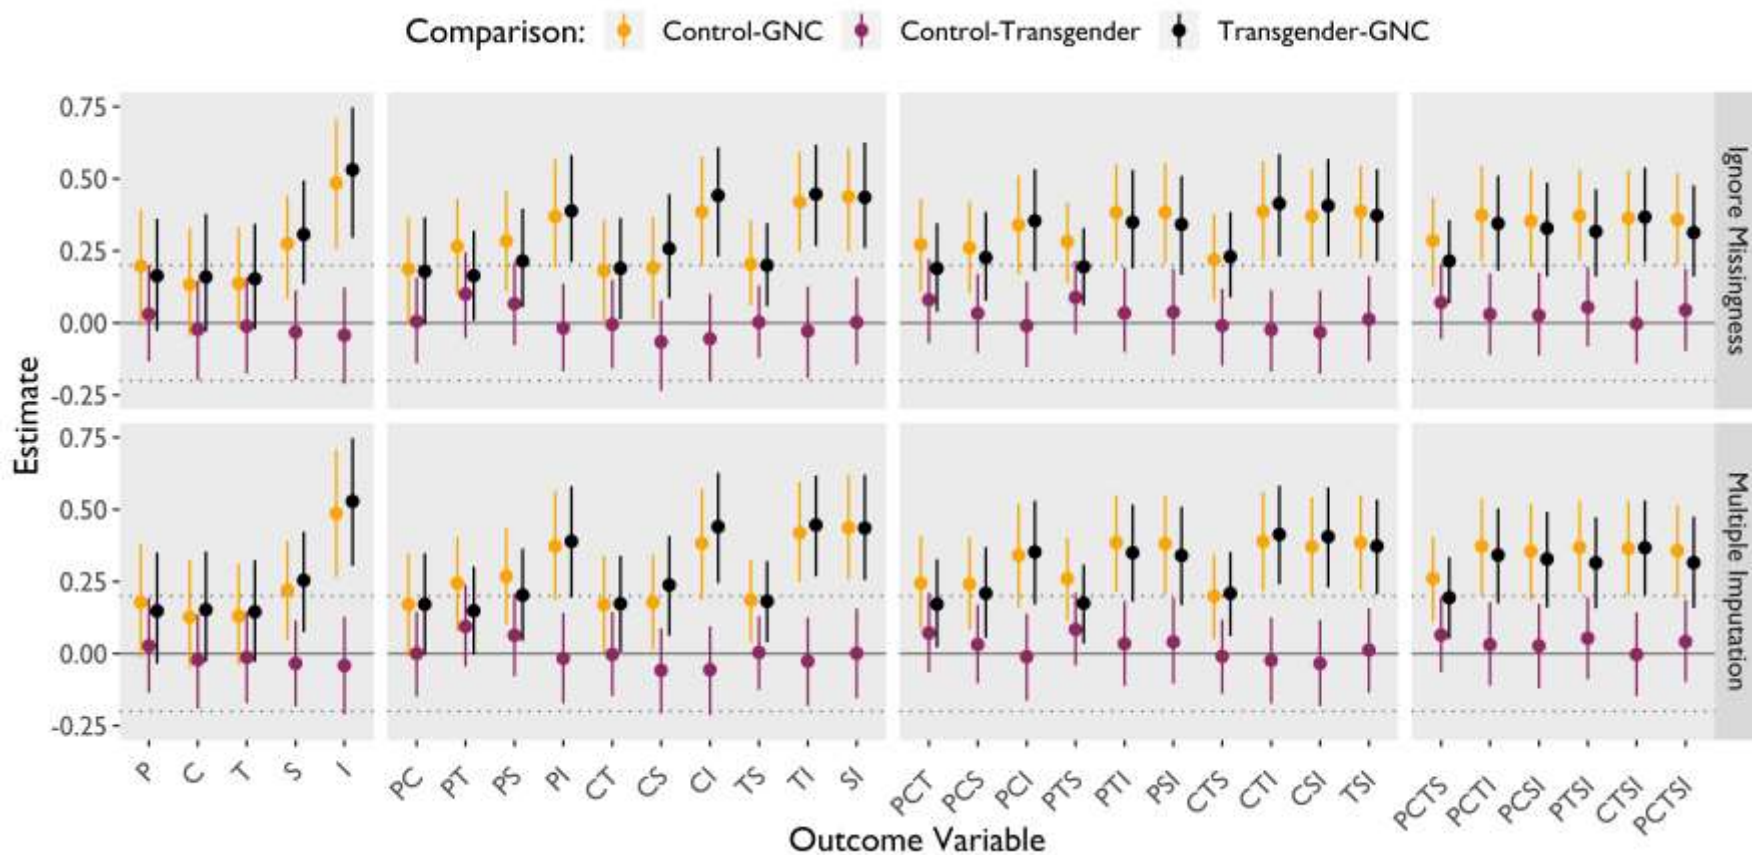 Comparison: Control-GNC Control-Transgender Transgender-GNC
0.75
0.50
0.25
0.00
-0.25
Ignore Missingness
Estimate
0.75
0.50
0.25
0.00
-0.25
Multiple Imputation
P C T S I PC PT PS PI CT CS CI TS TI SI PCT PCS PCI PTS PTI PSI CTS CTI CSI TSI PCTS PCTI PCSI PTSI CTSI PCTSI
Outcome Variable